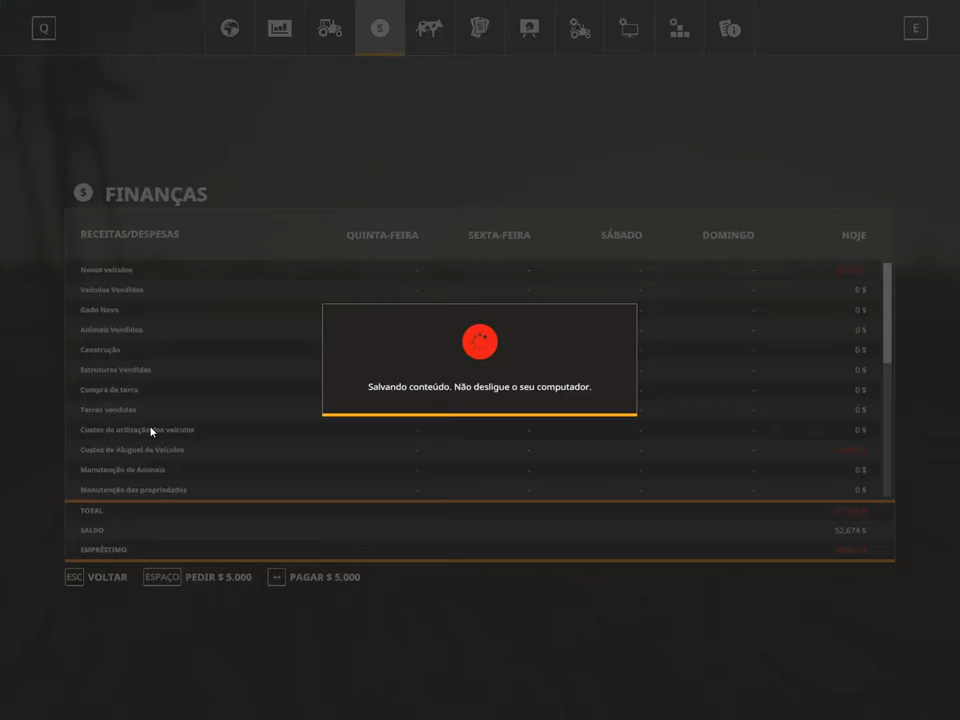 Q
E
FINANÇAS
RECEITAS/DESPESAS QUINTA-FEIRA SEXTA-FEIRA SÁBADO DOMINGO HOJE
Novos veículos - - - -
Veículos Vendidos - - - - 0 $
Gado Novo - - - - 0 $
Animais Vendidos - - - - 0 $
Construção - - - - 0 $
Estruturas Vendidas - - - - 0 $
Compra de terra - - - - 0 $
Terras vendidas - - - - 0 $
Custos de utilização dos veículos - - - - 0 $
Custos de Aluguel de Veículos - - - -
Manutenção de Animais - - - - 0 $
Manutenção das propriedades - - - - 0 $
Salvando conteúdo. Não desligue o seu computador.
TOTAL
SALDO 52,674 $
EMPRÉSTIMO
ESC VOLTAR ESPAÇO PEDIR $ 5.000 PAGAR $ 5.000